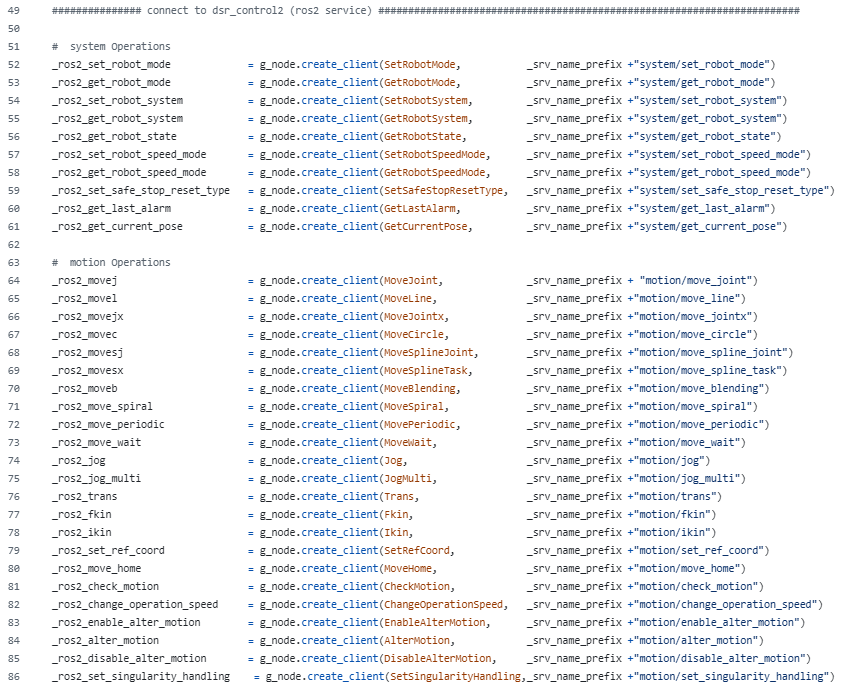 49 ############### connect to dsr_control2 (ros2 service) #######################################################################
50
51 #  system Operations
52 _ros2_set_robot_mode             = g_node.create_client(SetRobotMode,           _srv_name_prefix +"system/set_robot_mode")
53 _ros2_get_robot_mode             = g_node.create_client(GetRobotMode,           _srv_name_prefix +"system/get_robot_mode")
54 _ros2_set_robot_system           = g_node.create_client(SetRobotSystem,         _srv_name_prefix +"system/set_robot_system")
55 _ros2_get_robot_system           = g_node.create_client(GetRobotSystem,         _srv_name_prefix +"system/get_robot_system")
56 _ros2_get_robot_state            = g_node.create_client(GetRobotState,          _srv_name_prefix +"system/get_robot_state")
57 _ros2_set_robot_speed_mode       = g_node.create_client(SetRobotSpeedMode,      _srv_name_prefix +"system/set_robot_speed_mode")
58 _ros2_get_robot_speed_mode       = g_node.create_client(GetRobotSpeedMode,      _srv_name_prefix +"system/get_robot_speed_mode")
59 _ros2_set_safe_stop_reset_type   = g_node.create_client(SetSafeStopResetType,   _srv_name_prefix +"system/set_safe_stop_reset_type")
60 _ros2_get_last_alarm             = g_node.create_client(GetLastAlarm,           _srv_name_prefix +"system/get_last_alarm")
61 _ros2_get_current_pose           = g_node.create_client(GetCurrentPose,         _srv_name_prefix +"system/get_current_pose")
62
63 #  motion Operations
64 _ros2_movej                      = g_node.create_client(MoveJoint,              _srv_name_prefix + "motion/move_joint")
65 _ros2_movel                      = g_node.create_client(MoveLine,               _srv_name_prefix +"motion/move_line")
66 _ros2_movejx                     = g_node.create_client(MoveJointx,             _srv_name_prefix +"motion/move_jointx")
67 _ros2_movec                      = g_node.create_client(MoveCircle,             _srv_name_prefix +"motion/move_circle")
68 _ros2_movesj                     = g_node.create_client(MoveSplineJoint,        _srv_name_prefix +"motion/move_spline_joint")
69 _ros2_movesx                     = g_node.create_client(MoveSplineTask,         _srv_name_prefix +"motion/move_spline_task")
70 _ros2_moveb                      = g_node.create_client(MoveBlending,           _srv_name_prefix +"motion/move_blending")
71 _ros2_move_spiral                = g_node.create_client(MoveSpiral,             _srv_name_prefix +"motion/move_spiral")
72 _ros2_move_periodic              = g_node.create_client(MovePeriodic,           _srv_name_prefix +"motion/move_periodic")
73 _ros2_move_wait                  = g_node.create_client(MoveWait,               _srv_name_prefix +"motion/move_wait")
74 _ros2_jog                        = g_node.create_client(Jog,                    _srv_name_prefix +"motion/jog")
75 _ros2_jog_multi                  = g_node.create_client(JogMulti,               _srv_name_prefix +"motion/jog_multi")
76 _ros2_trans                      = g_node.create_client(Trans,                  _srv_name_prefix +"motion/trans")
77 _ros2_fkin                       = g_node.create_client(Fkin,                   _srv_name_prefix +"motion/fkin")
78 _ros2_ikin                       = g_node.create_client(Ikin,                   _srv_name_prefix +"motion/ikin")
79 _ros2_set_ref_coord              = g_node.create_client(SetRefCoord,            _srv_name_prefix +"motion/set_ref_coord")
80 _ros2_move_home                  = g_node.create_client(MoveHome,               _srv_name_prefix +"motion/move_home")
81 _ros2_check_motion               = g_node.create_client(CheckMotion,            _srv_name_prefix +"motion/check_motion")
82 _ros2_change_operation_speed     = g_node.create_client(ChangeOperationSpeed,   _srv_name_prefix +"motion/change_operation_speed")
83 _ros2_enable_alter_motion        = g_node.create_client(EnableAlterMotion,      _srv_name_prefix +"motion/enable_alter_motion")
84 _ros2_alter_motion               = g_node.create_client(AlterMotion,            _srv_name_prefix +"motion/alter_motion")
85 _ros2_disable_alter_motion       = g_node.create_client(DisableAlterMotion,     _srv_name_prefix +"motion/disable_alter_motion")
86 _ros2_set_singularity_handling    = g_node.create_client(SetSingularityHandling,_srv_name_prefix +"motion/set_singularity_handling")